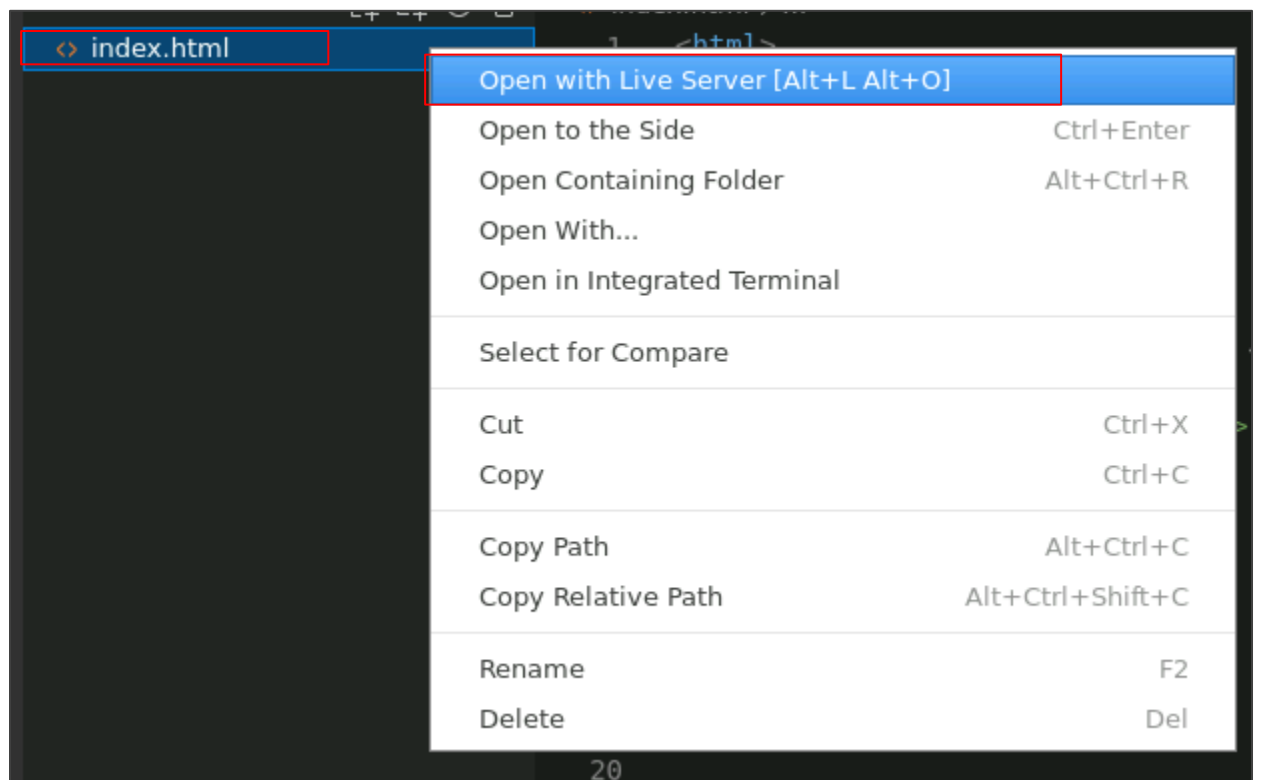 index.html
1 <html>
Open with Live Server [Alt+L Alt+O]
Open to the Side Ctrl+Enter
Open Containing Folder Alt+Ctrl+R
Open With...
Open in Integrated Terminal
Select for Compare
Cut Ctrl+X
Copy Ctrl+C
Copy Path Alt+Ctrl+C
Copy Relative Path Alt+Ctrl+Shift+C
Rename F2
Delete Del
20